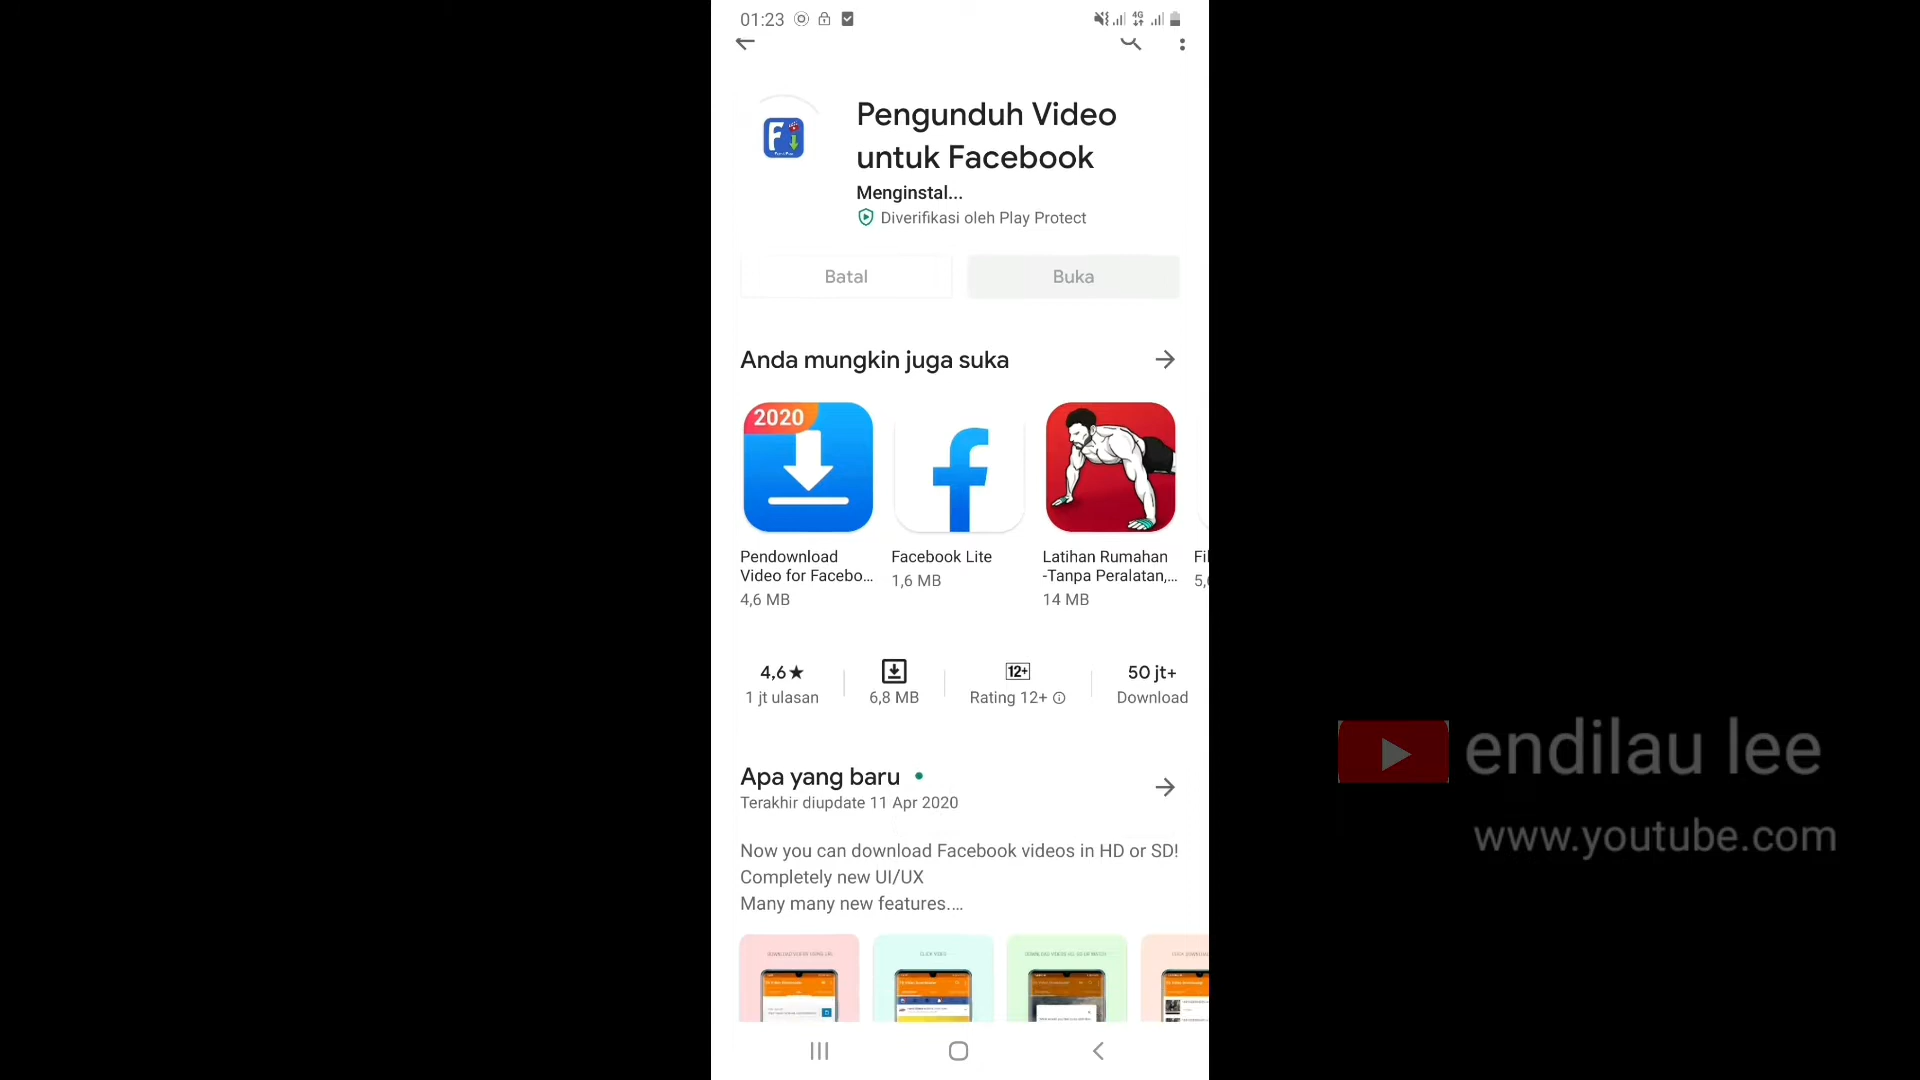 01:23
4G
Pengunduh Video
untuk Facebook
Menginstal...
Diverifikasi oleh Play Protect
Batal
Buka
Anda mungkin juga suka
2020
Pendownload
Video for Facebo...
4,6 MB
Facebook Lite
1,6 MB
Latihan Rumahan
-Tanpa Peralatan,...
14 MB
4,6★
1 jt ulasan
6,8 MB
12+
Rating 12+
50 jt+
Download
Apa yang baru
Terakhir diupdate 11 Apr 2020
Now you can download Facebook videos in HD or SD!
Completely new UI/UX
Many many new features....
CLICK VIDEO
endilau lee
www.youtube.com